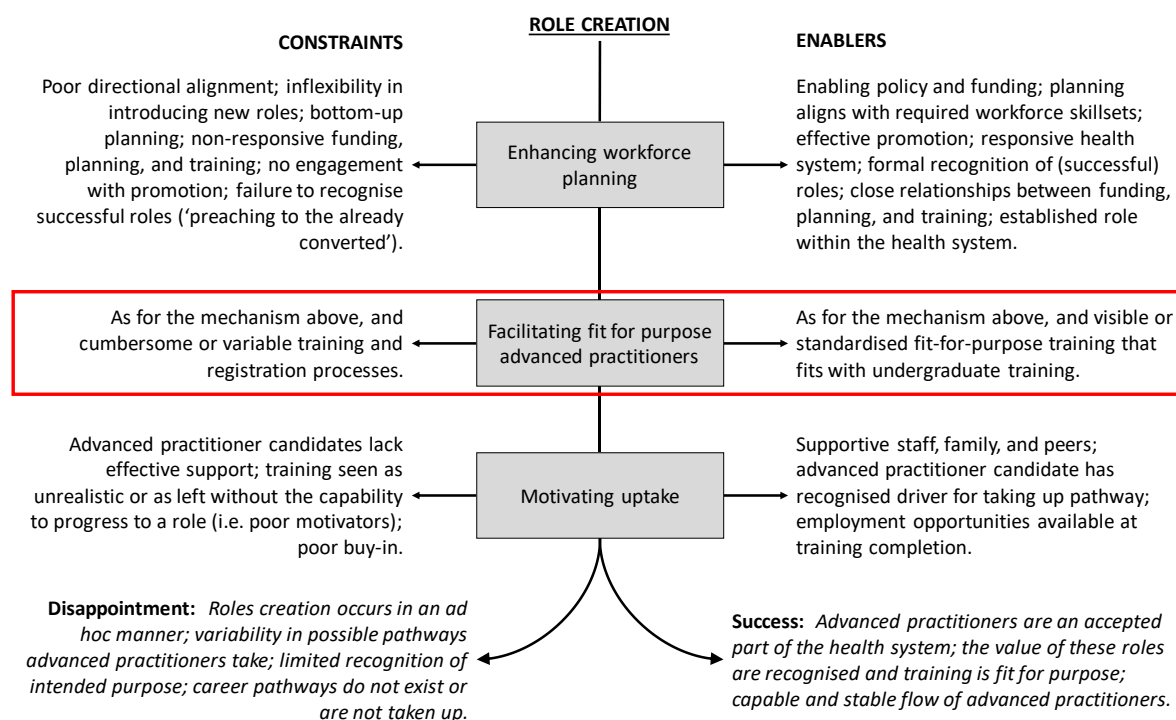 ROLE CREATION
CONSTRAINTS
ENABLERS
Poor directional alignment; inflexibility in
introducing new roles; bottom-up
planning; non-responsive funding,
planning, and training; no engagement
with promotion; failure to recognise
successful roles (‘preaching to the already
converted’).
Enhancing workforce
planning
Enabling policy and funding; planning
aligns with required workforce skillsets;
effective promotion; responsive health
system; formal recognition of (successful)
roles; close relationships between funding,
planning, and training; established role
within the health system.
As for the mechanism above, and
cumbersome or variable training and
registration processes.
Facilitating fit for purpose
advanced practitioners
As for the mechanism above, and visible or
standardised fit-for-purpose training that
fits with undergraduate training.
Advanced practitioner candidates lack
effective support; training seen as
unrealistic or as left without the capability
to progress to a role (i.e. poor motivators);
poor buy-in.
Motivating uptake
Supportive staff, family, and peers;
advanced practitioner candidate has
recognised driver for taking up pathway;
employment opportunities available at
training completion.
Disappointment: Roles creation occurs in an ad
hoc manner; variability in possible pathways
advanced practitioners take; limited recognition of
intended purpose; career pathways do not exist or
are not taken up.
Success: Advanced practitioners are an accepted
part of the health system; the value of these roles
are recognised and training is fit for purpose;
capable and stable flow of advanced practitioners.